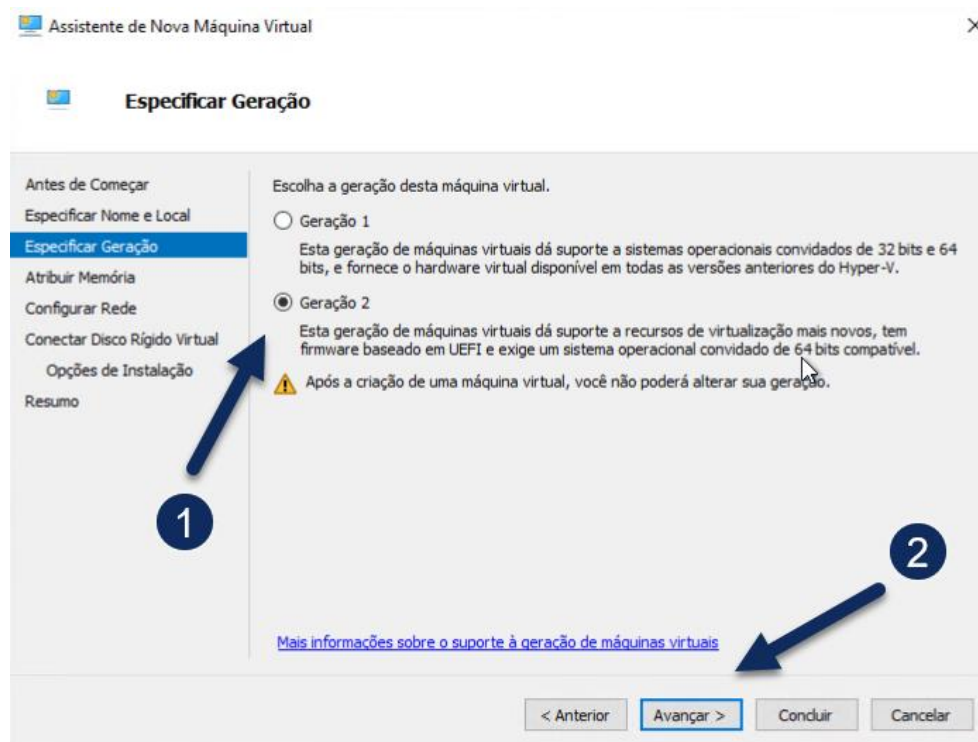 Assistente de Nova Máquina Virtual
Especificar Geração
Antes de Começar
Especificar Nome e Local
Especificar Geração
Atribuir Memória
Configurar Rede
Conectar Disco Rígido Virtual
Opções de Instalação
Resumo
Escolha a geração desta máquina virtual.
Geração 1
Esta geração de máquinas virtuais dá suporte a sistemas operacionais convidados de 32 bits e 64
bits, e fornece o hardware virtual disponível em todas as versões anteriores do Hyper-V.
Geração 2
Esta geração de máquinas virtuais dá suporte a recursos de virtualização mais novos, tem
firmware baseado em UEFI e exige um sistema operacional convidado de 64 bits compatível.
Após a criação de uma máquina virtual, você não poderá alterar sua geração.
1
2
Mais informações sobre o suporte à geração de máquinas virtuais
< Anterior
Avançar >
Concluir
Cancelar